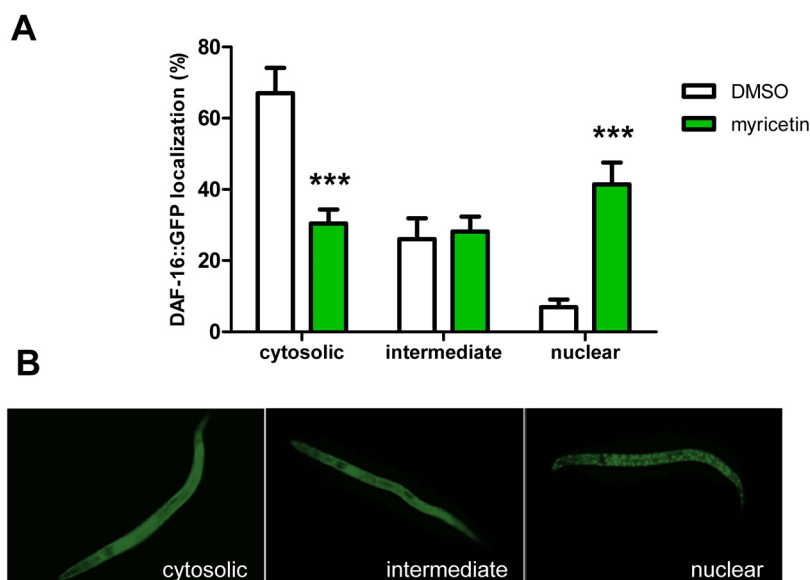 A
DAF-16::GFP localization (%)
80
60
40
20
0
***
***
DMSO
myricetin
cytosolic intermediate nuclear
B
cytosolic intermediate nuclear